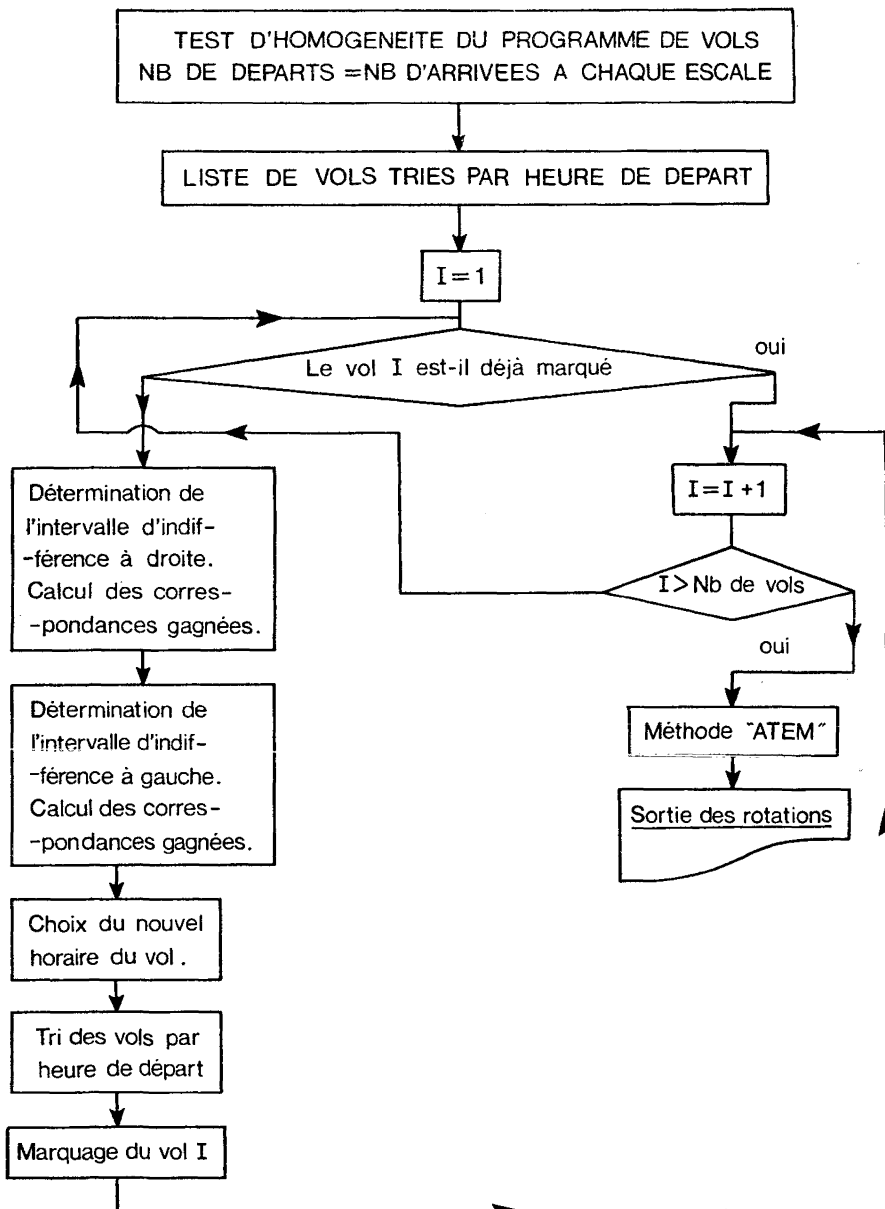 TEST D'HOMOGENEITE DU PROGRAMME DE VOLS
NB DE DEPARTS =NB D'ARRIVEES A CHAQUE ESCALE
LISTE DE VOLS TRIES PAR HEURE DE DEPART
I=1
Le vol I est-il déjà marqué
oui
I=I+1
I>Nb de vols
oui
Méthode "ATEM"
Sortie des rotations
Détermination de
l'intervalle d'indif-
-férence à droite.
Calcul des corres-
-pondances gagnées.
Détermination de
l'intervalle d'indif-
-férence à gauche.
Calcul des corres-
-pondances gagnées.
Choix du nouvel
horaire du vol.
Tri des vols par
heure de départ
Marquage du vol I